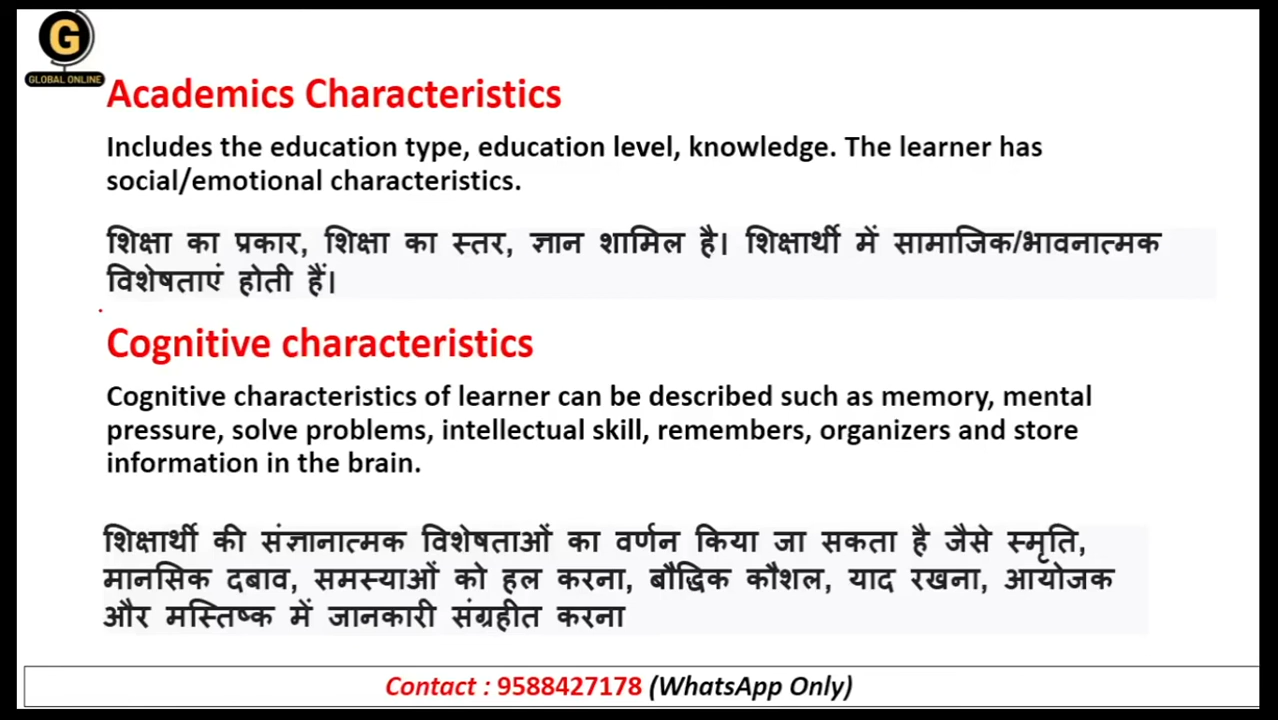 G
GLOBAL ONLINE
Academics Characteristics
Includes the education type, education level, knowledge. The learner has
social/emotional characteristics.
शिक्षा का प्रकार, शिक्षा का स्तर, ज्ञान शामिल है। शिक्षार्थी में सामाजिक/भावनात्मक
विशेषताएं होती हैं।
Cognitive characteristics
Cognitive characteristics of learner can be described such as memory, mental
pressure, solve problems, intellectual skill, remembers, organizers and store
information in the brain.
शिक्षार्थी की संज्ञानात्मक विशेषताओं का वर्णन किया जा सकता है जैसे स्मृति,
मानसिक दबाव, समस्याओं को हल करना, बौद्धिक कौशल, याद रखना, आयोजक
और मस्तिष्क में जानकारी संग्रहीत करना
Contact : 9588427178 (WhatsApp Only)